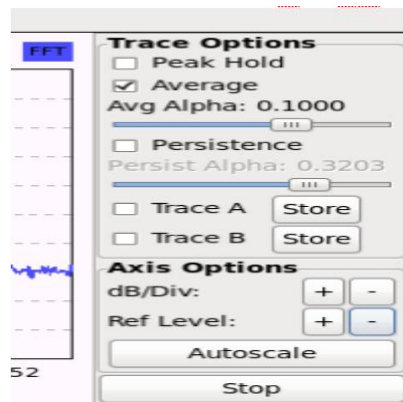 FFT
Trace Options
Peak Hold
Average
Avg Alpha: 0.1000
Persistence
Persist Alpha: 0.3203
Trace A Store
Trace B Store
Axis Options
dB/Div: + -
Ref Level: + -
Autoscale
52
Stop